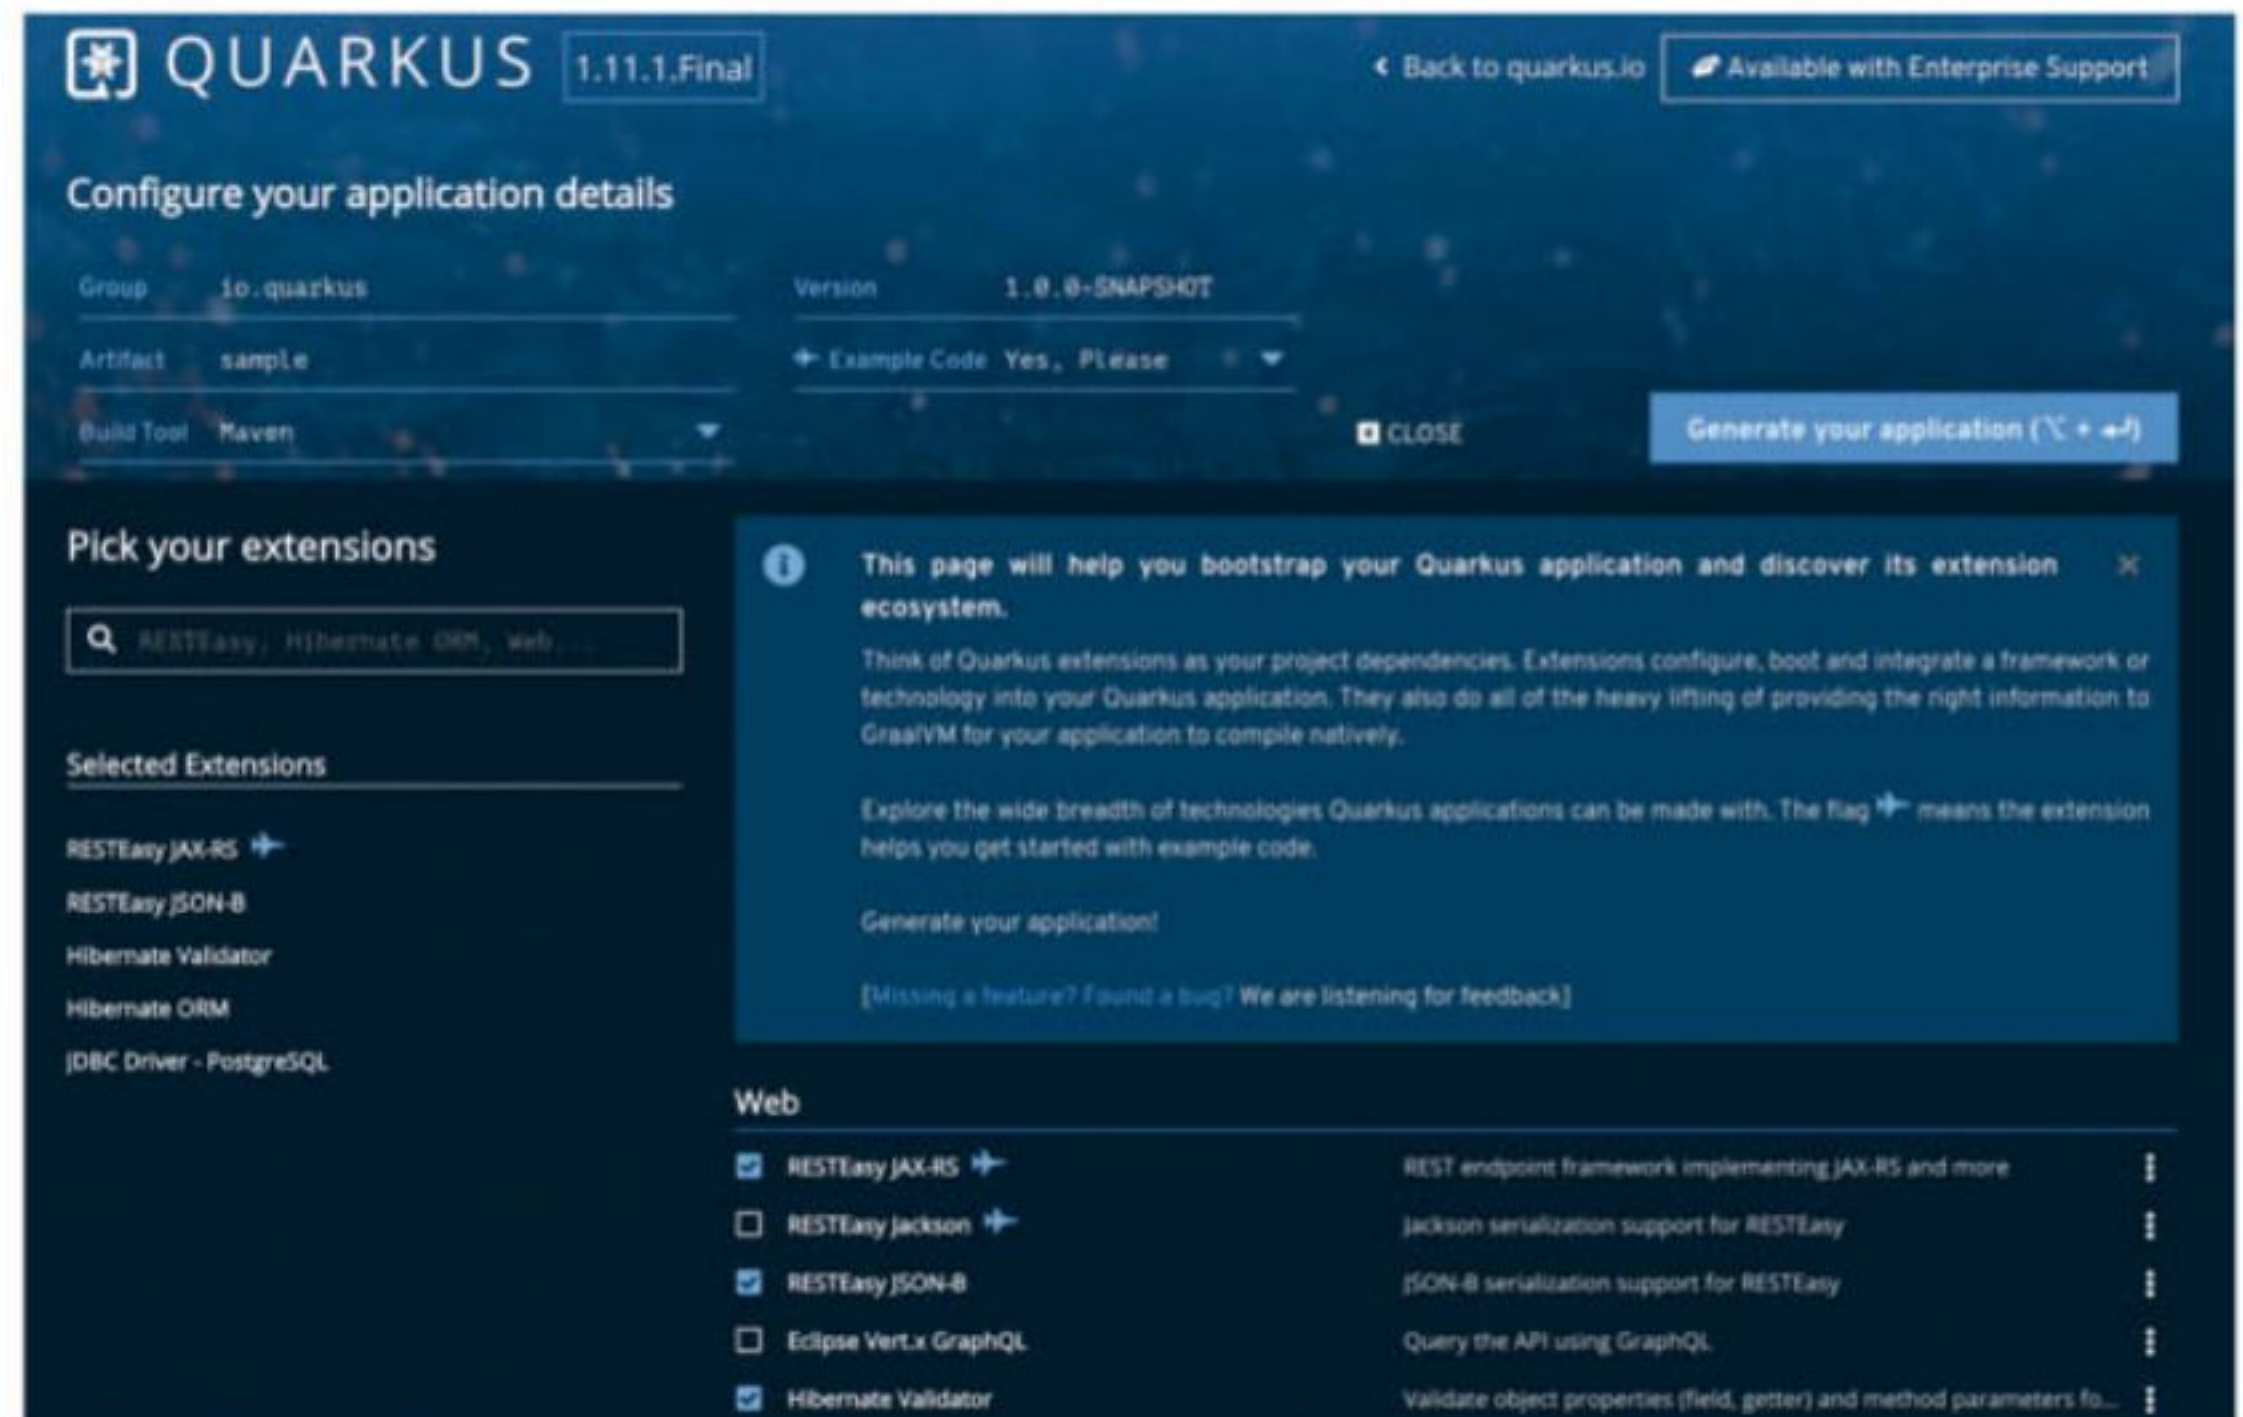 QUARKUS 1.11.1.Final
Back to quarkus.io
Available with Enterprise Support
Configure your application details
Group io.quarkus
Version 1.0.0-SNAPSHOT
Artifact sample
Example Code Yes, Please
Build Tool Maven
CLOSE
Generate your application (⌥ + ↵)
Pick your extensions
RESTEasy, Hibernate ORM, Web...
Selected Extensions
RESTEasy JAX-RS
RESTEasy JSON-B
Hibernate Validator
Hibernate ORM
JDBC Driver - PostgreSQL
This page will help you bootstrap your Quarkus application and discover its extension
ecosystem.
Think of Quarkus extensions as your project dependencies. Extensions configure, boot and integrate a framework or
technology into your Quarkus application. They also do all of the heavy lifting of providing the right information to
GraalVM for your application to compile natively.
Explore the wide breadth of technologies Quarkus applications can be made with. The flag means the extension
helps you get started with example code.
Generate your application!
[Missing a feature? Found a bug? We are listening for feedback]
Web
RESTEasy JAX-RS REST endpoint framework implementing JAX-RS and more
RESTEasy Jackson Jackson serialization support for RESTEasy
RESTEasy JSON-B JSON-B serialization support for RESTEasy
Eclipse Vert.x GraphQL Query the API using GraphQL
Hibernate Validator Validate object properties (field, getter) and method parameters fo...